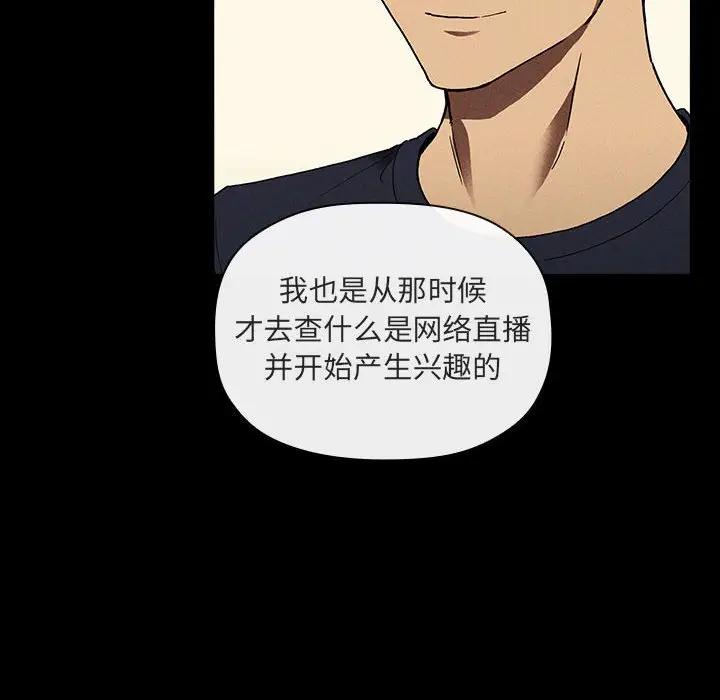 我也是从那时候
才去查什么是网络直播
并开始产生兴趣的